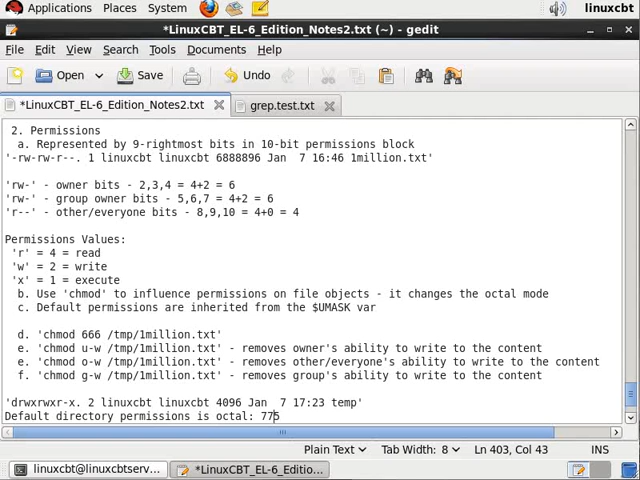 Applications Places System linuxcbt
*LinuxCBT_EL-6_Edition_Notes2.txt (~) - gedit
File Edit View Search Tools Documents Help
Open Save Undo
*LinuxCBT_EL-6_Edition_Notes2.txt grep.test.txt
2. Permissions
a. Represented by 9-rightmost bits in 10-bit permissions block
'-rw-rw-r--. 1 linuxcbt linuxcbt 6888896 Jan  7 16:46 1million.txt'
'rw-' - owner bits - 2,3,4 = 4+2 = 6
'rw-' - group owner bits - 5,6,7 = 4+2 = 6
'r--' - other/everyone bits - 8,9,10 = 4+0 = 4
Permissions Values:
'r' = 4 = read
'w' = 2 = write
'x' = 1 = execute
b. Use 'chmod' to influence permissions on file objects - it changes the octal mode
c. Default permissions are inherited from the $UMASK var
d. 'chmod 666 /tmp/1million.txt'
e. 'chmod u-w /tmp/1million.txt' - removes owner's ability to write to the content
e. 'chmod o-w /tmp/1million.txt' - removes other/everyone's ability to write to the content
f. 'chmod g-w /tmp/1million.txt' - removes group's ability to write to the content
'drwxrwxr-x. 2 linuxcbt linuxcbt 4096 Jan  7 17:23 temp'
Default directory permissions is octal: 775
Plain Text Tab Width: 8 Ln 403, Col 43 INS
linuxcbt@linuxcbtserv... *LinuxCBT_EL-6_Editio...